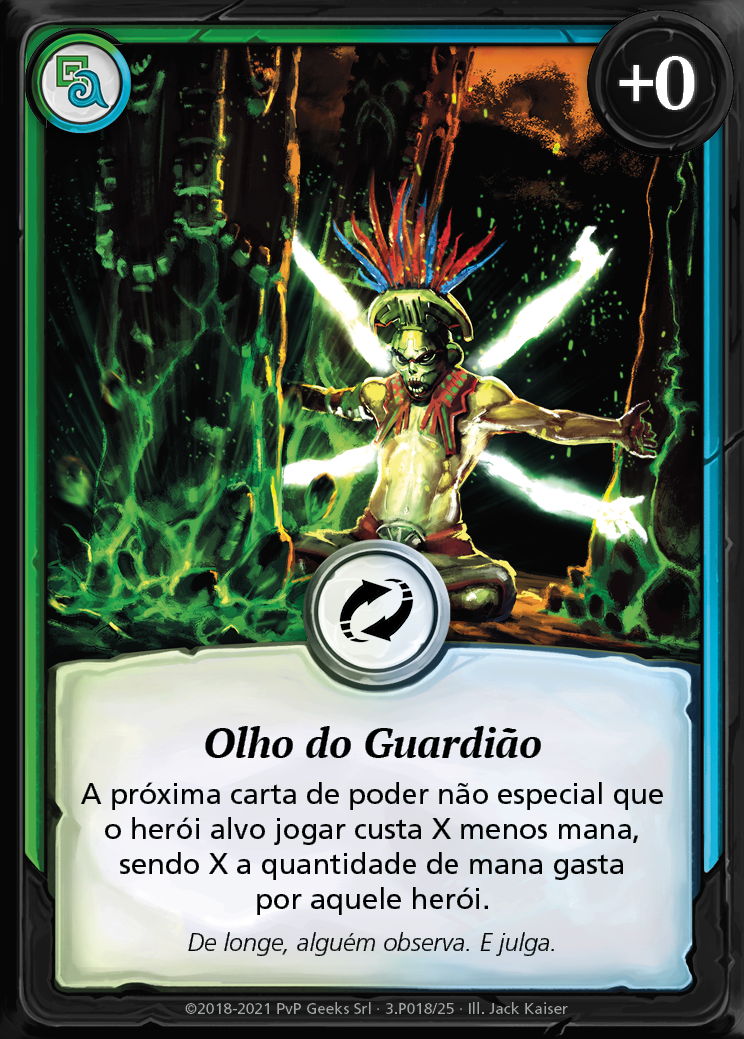 +0
Olho do Guardião
A próxima carta de poder não especial que
o herói alvo jogar custa X menos mana,
sendo X a quantidade de mana gasta
por aquele herói.
De longe, alguém observa. E julga.
©2018-2021 PvP Geeks Srl · 3.P018/25 · Ill. Jack Kaiser